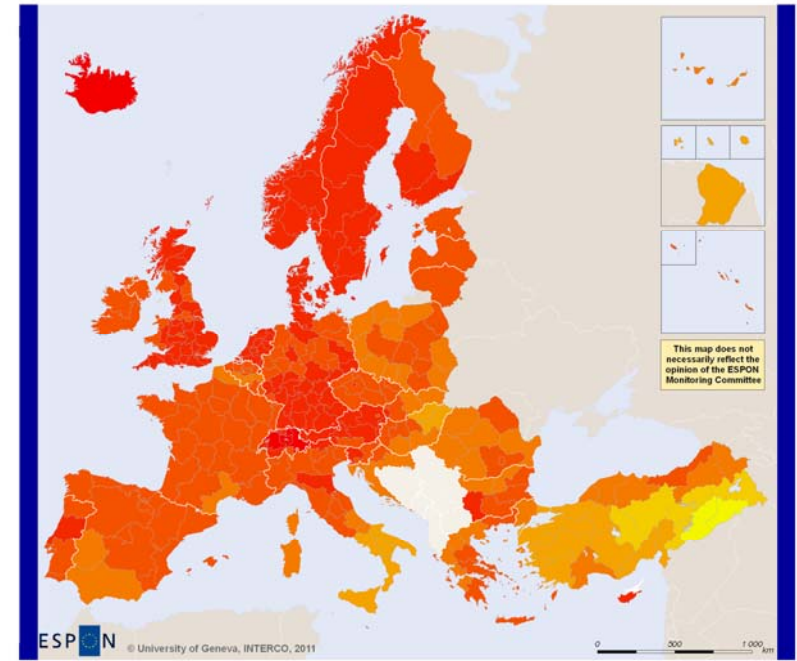 This map does not
necessarily reflect the
opinion of the ESPON
Monitoring Committee
ESPON © University of Geneva, INTERCO, 2011
0 500 1 000
km